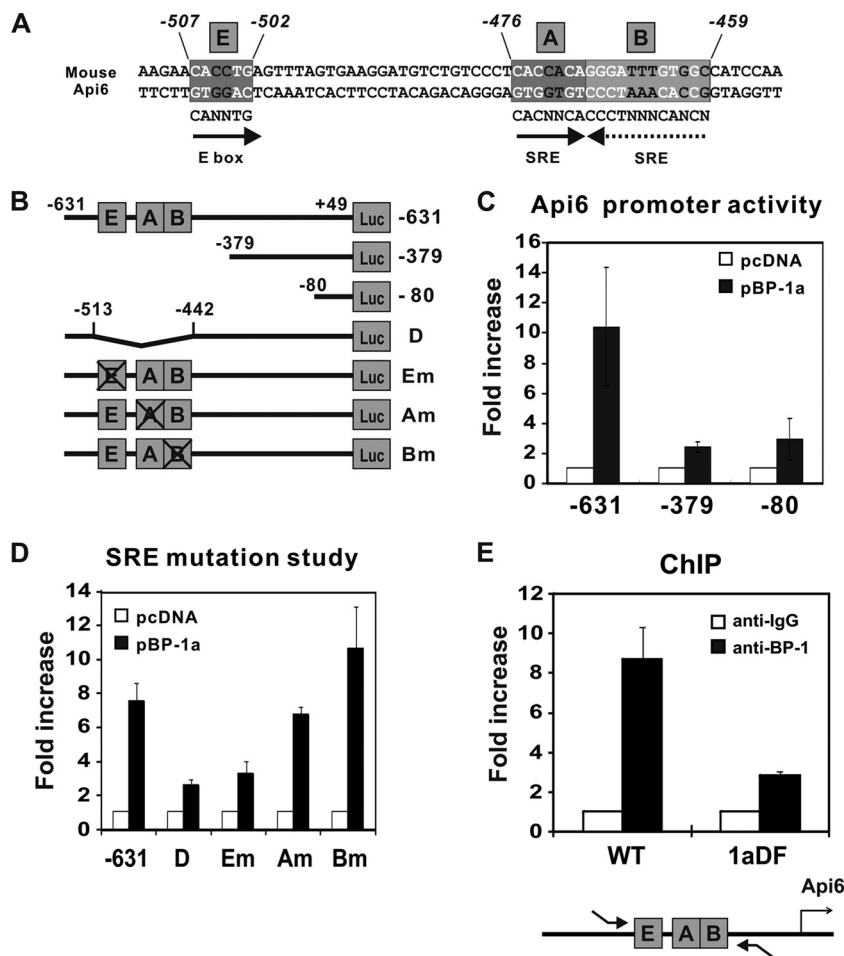 A
-507 E -502 -476 A B -459
Mouse Api6
AAGAACACCTGAGTTTAGTGAAGGATGTCTGTCCCTCACCACAGGGATTTGTGGCCATCCAA
TTCTTGTGGACTCAAATCACTTCCTACAGACAGGGAGTGGTGTCCCTAAACACCGGTAGGTT
CANNTG CACNNCACCCTNNNCANCN
E box SRE SRE
B
-631 E A B +49 Luc -631
-379 Luc -379
-80 Luc - 80
-513 -442 Luc D
E A B Luc Em
E A B Luc Am
E A B Luc Bm
C Api6 promoter activity
Fold increase
16
14
12
10
8
6
4
2
0
pcDNA
pBP-1a
-631 -379 -80
D SRE mutation study
Fold increase
14
12
10
8
6
4
2
0
pcDNA
pBP-1a
-631 D Em Am Bm
E ChIP
Fold increase
12
10
8
6
4
2
0
anti-IgG
anti-BP-1
WT 1aDF
Api6
E A B